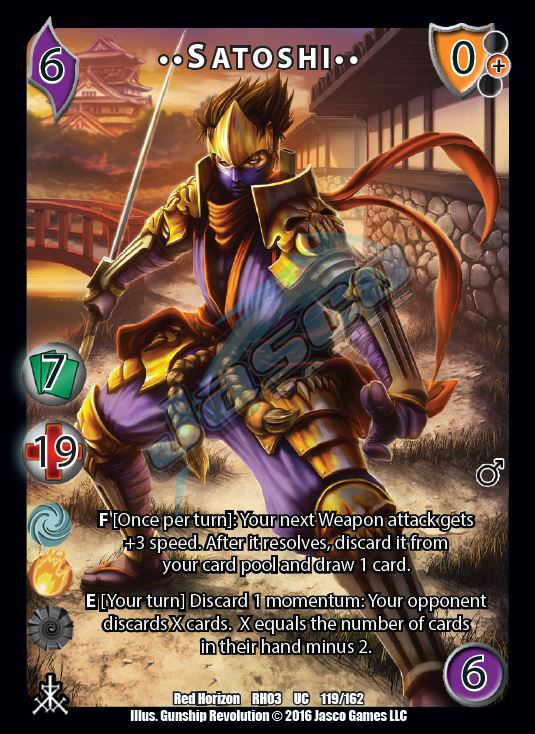 6
••SATOSHI••
0
+
7
19
F [Once per turn]: Your next Weapon attack gets
+3 speed. After it resolves, discard it from
your card pool and draw 1 card.
E [Your turn] Discard 1 momentum: Your opponent
discards X cards.  X equals the number of cards
in their hand minus 2.
6
Red Horizon RH03 UC 119/162
Illus. Gunship Revolution © 2016 Jasco Games LLC
Jasco